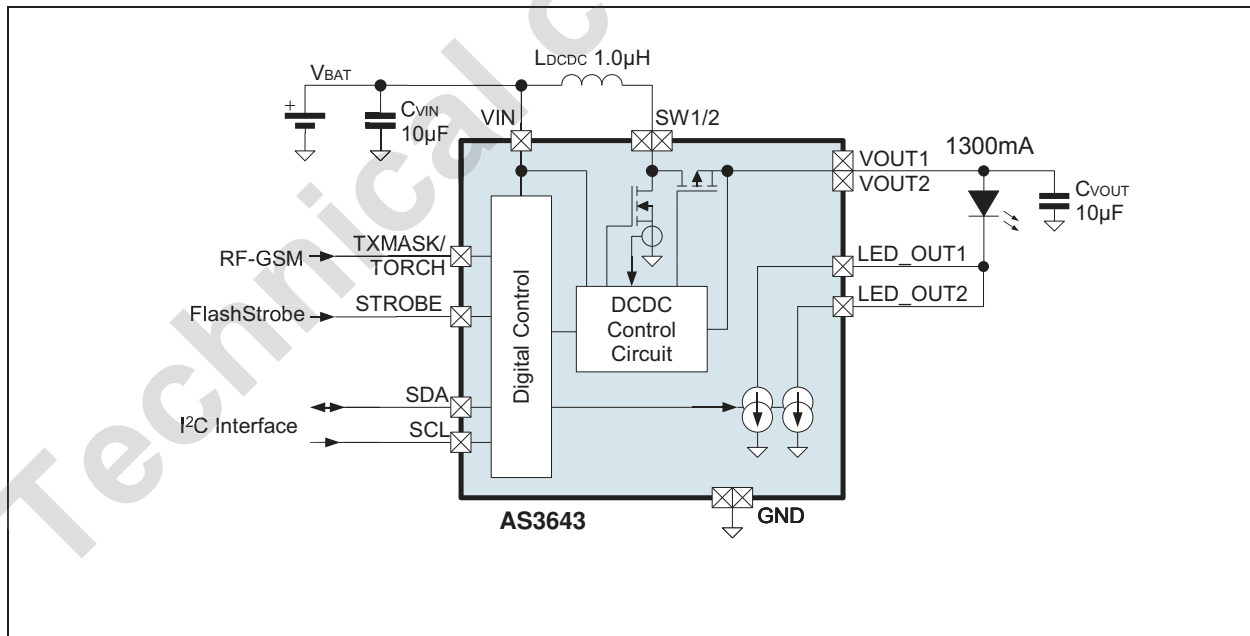 Technical c
LDCDC 1.0µH
VBAT
CVIN
10µF
VIN
SW1/2
1300mA
VOUT1
VOUT2
CVOUT
10µF
RF-GSM
TXMASK/
TORCH
LED_OUT1
LED_OUT2
FlashStrobe
STROBE
Digital Control
DCDC
Control
Circuit
I²C Interface
SDA
SCL
AS3643
GND
+